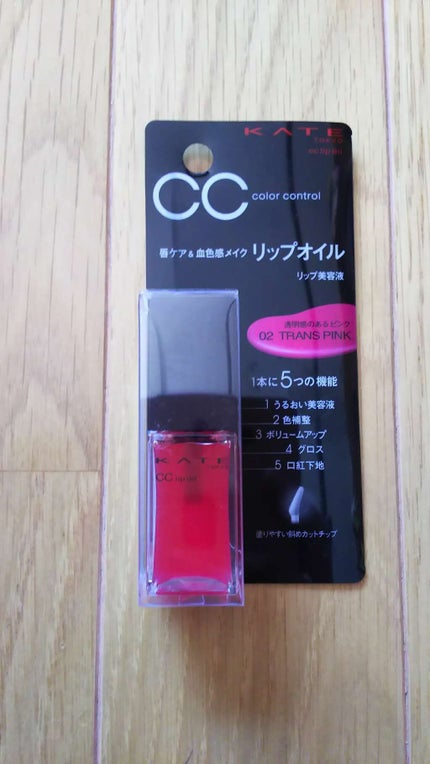 KATE
TOKYO
cc lip oil
CC color control
唇ケア&血色感メイク リップオイル
リップ美容液
透明感のあるピンク
02 TRANS PINK
1本に5つの機能
1 うるおい美容液
2 色補整
3 ボリュームアップ
4 グロス
5 口紅下地
塗りやすい斜めカットチップ
KATE
TOKYO
CC lip oil